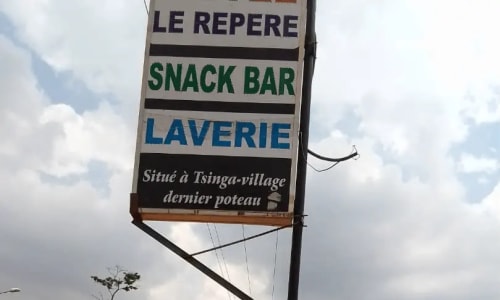 LE REPERE
SNACK BAR
LAVERIE
Situé à Tsinga-village
dernier poteau